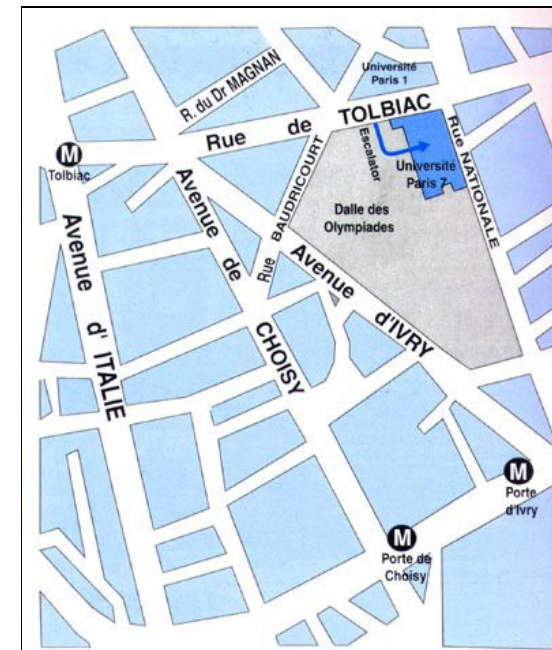 Université
Paris 1
R. du Dr MAGNAN
Rue de TOLBIAC
M
Tolbiac
Escalator
Université
Paris 7
Rue NATIONALE
Rue BAUDRICOURT
Dalle des
Olympiades
Avenue d' ITALIE
Avenue de CHOISY
Avenue d'IVRY
M
Porte
d'Ivry
M
Porte de
Choisy